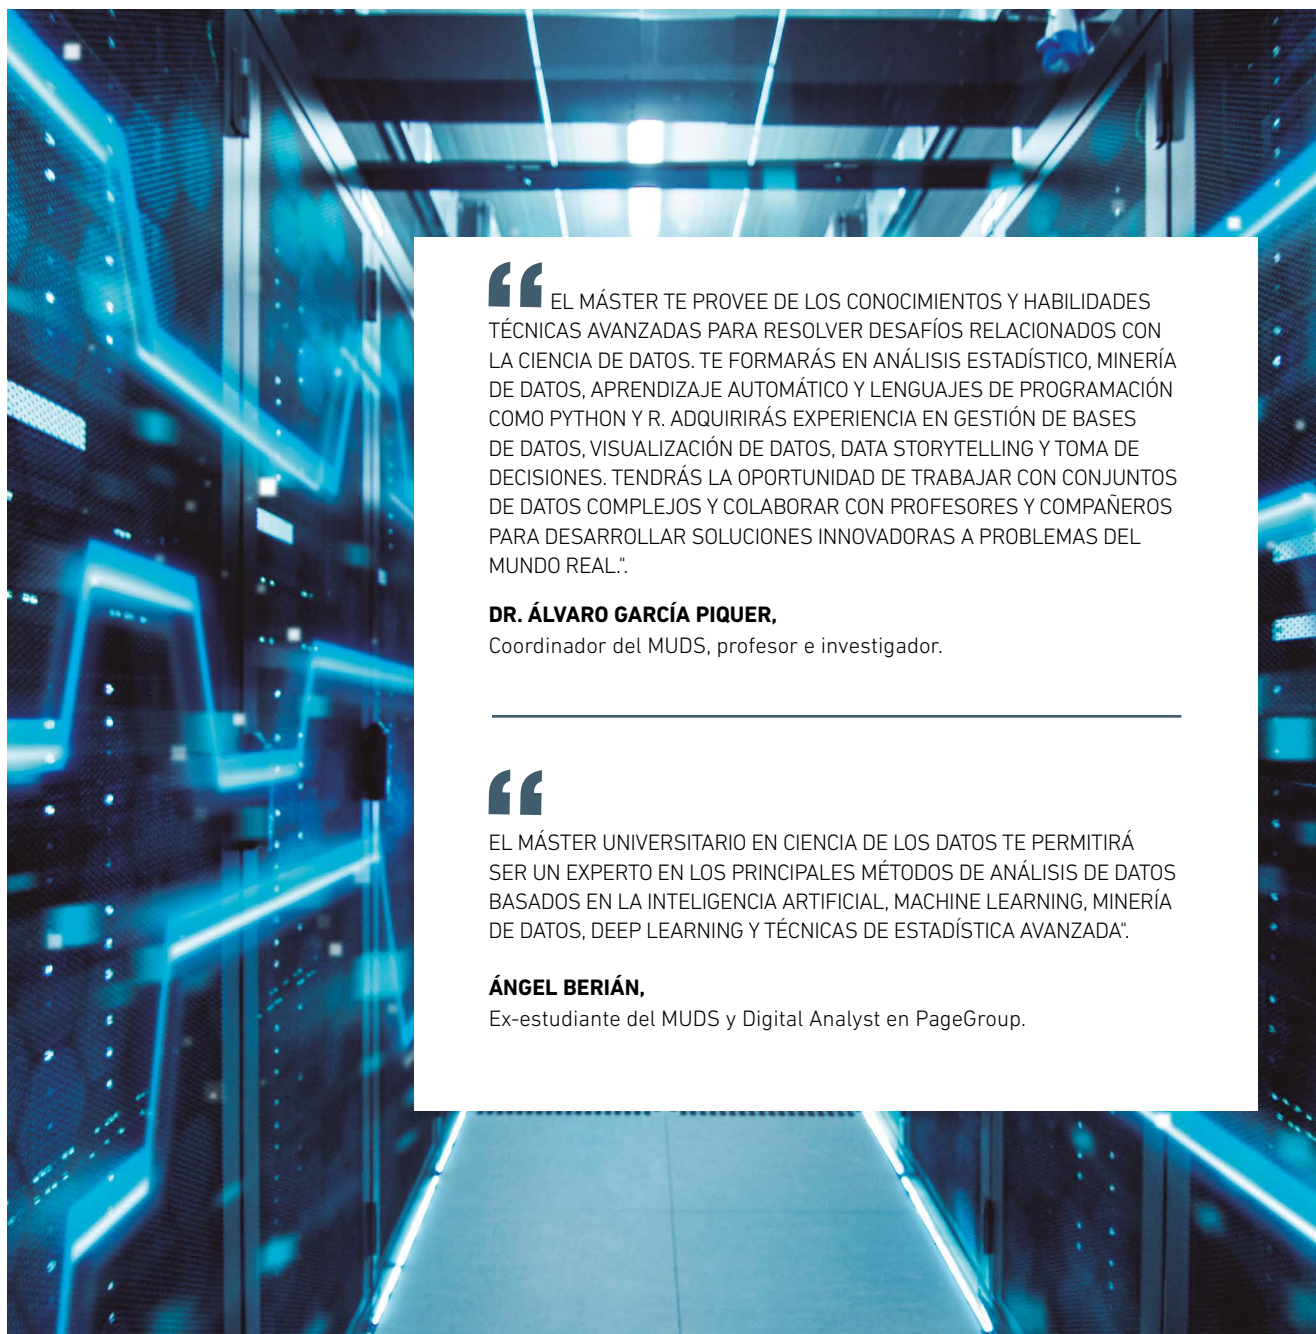 “ EL MÁSTER TE PROVEE DE LOS CONOCIMIENTOS Y HABILIDADES
TÉCNICAS AVANZADAS PARA RESOLVER DESAFÍOS RELACIONADOS CON
LA CIENCIA DE DATOS. TE FORMARÁS EN ANÁLISIS ESTADÍSTICO, MINERÍA
DE DATOS, APRENDIZAJE AUTOMÁTICO Y LENGUAJES DE PROGRAMACIÓN
COMO PYTHON Y R. ADQUIRIRÁS EXPERIENCIA EN GESTIÓN DE BASES
DE DATOS, VISUALIZACIÓN DE DATOS, DATA STORYTELLING Y TOMA DE
DECISIONES. TENDRÁS LA OPORTUNIDAD DE TRABAJAR CON CONJUNTOS
DE DATOS COMPLEJOS Y COLABORAR CON PROFESORES Y COMPAÑEROS
PARA DESARROLLAR SOLUCIONES INNOVADORAS A PROBLEMAS DEL
MUNDO REAL.".
DR. ÁLVARO GARCÍA PIQUER,
Coordinador del MUDS, profesor e investigador.
“
EL MÁSTER UNIVERSITARIO EN CIENCIA DE LOS DATOS TE PERMITIRÁ
SER UN EXPERTO EN LOS PRINCIPALES MÉTODOS DE ANÁLISIS DE DATOS
BASADOS EN LA INTELIGENCIA ARTIFICIAL, MACHINE LEARNING, MINERÍA
DE DATOS, DEEP LEARNING Y TÉCNICAS DE ESTADÍSTICA AVANZADA".
ÁNGEL BERIÁN,
Ex-estudiante del MUDS y Digital Analyst en PageGroup.